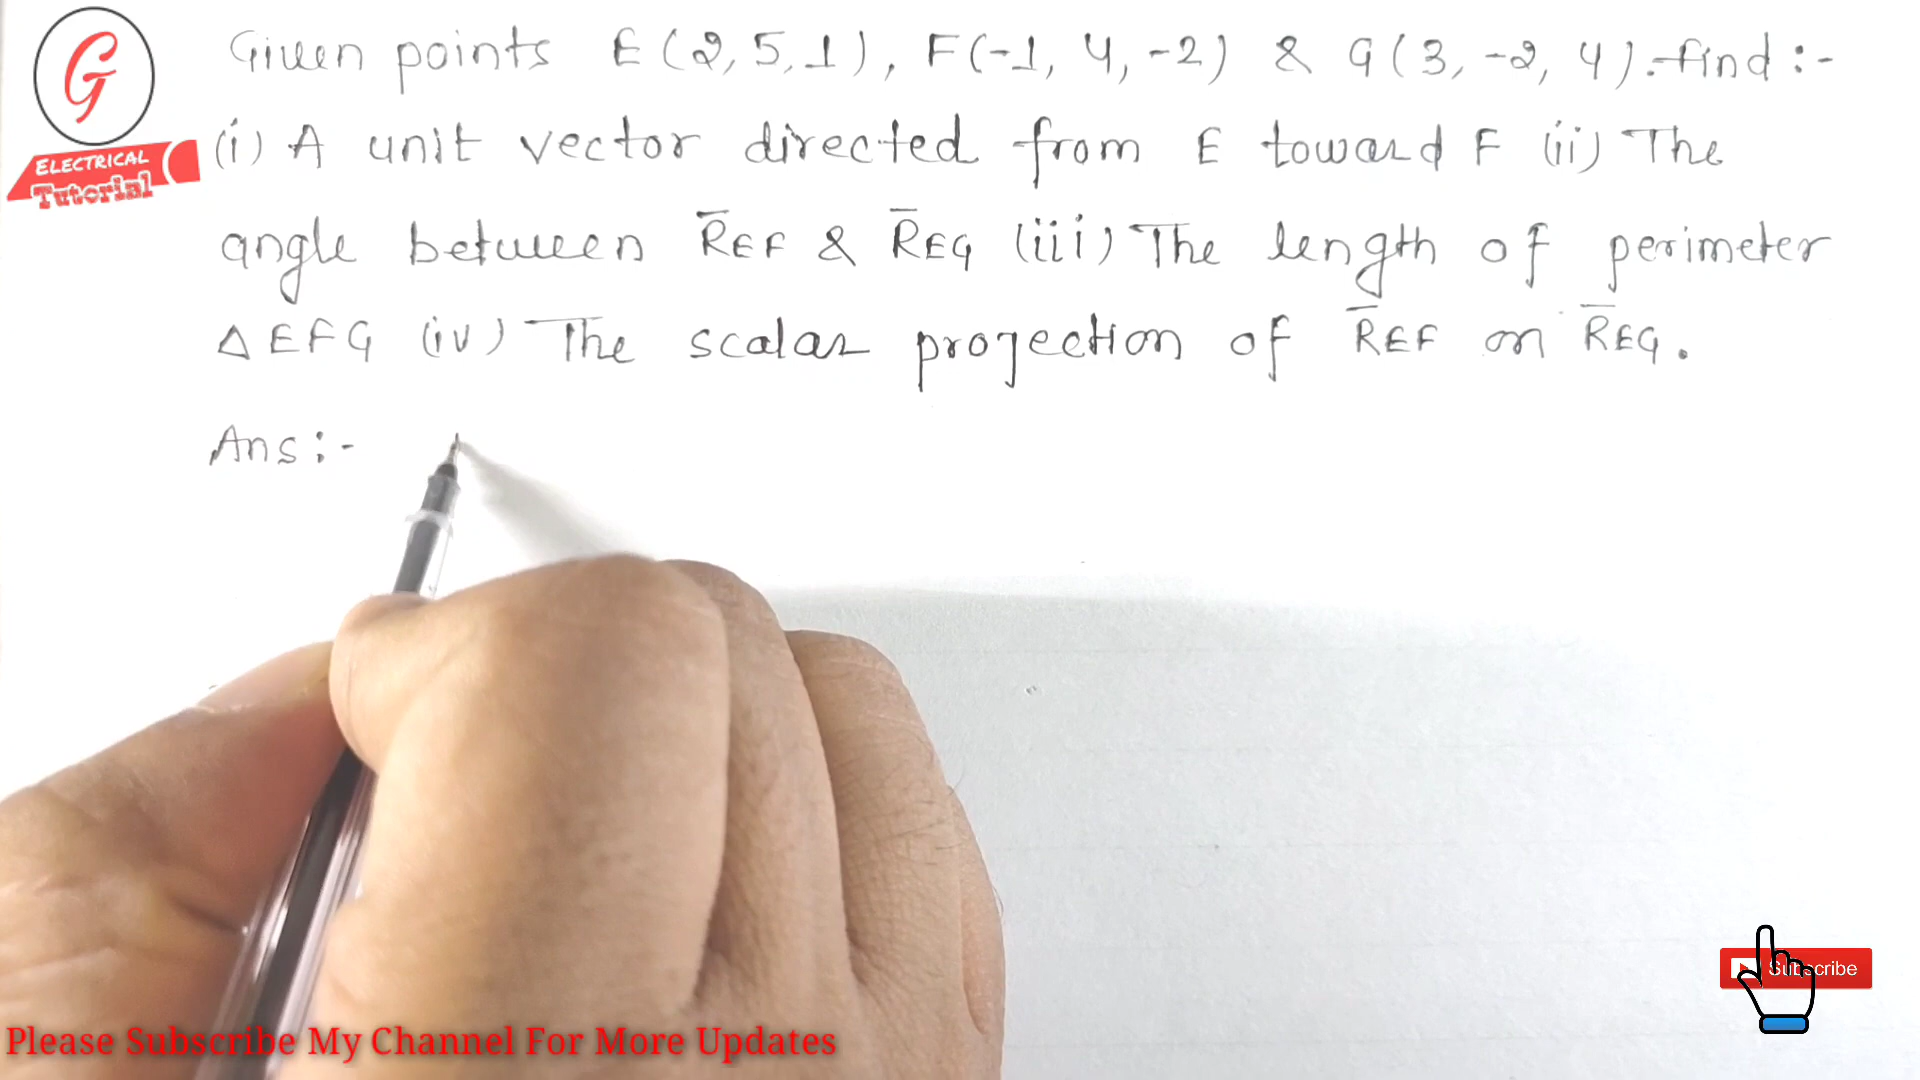 G
ELECTRICAL
Tutorial
Given points E(2,5,1), F(-1, 4, -2) & G(3, -2, 4). find :-
(i) A unit vector directed from E toward F (ii) The
angle between R̅EF & R̅EG (iii) The length of perimeter
△EFG (iv) The scalar projection of R̅EF on R̅EG.
Ans :-
Subscribe
Please Subscribe My Channel For More Updates